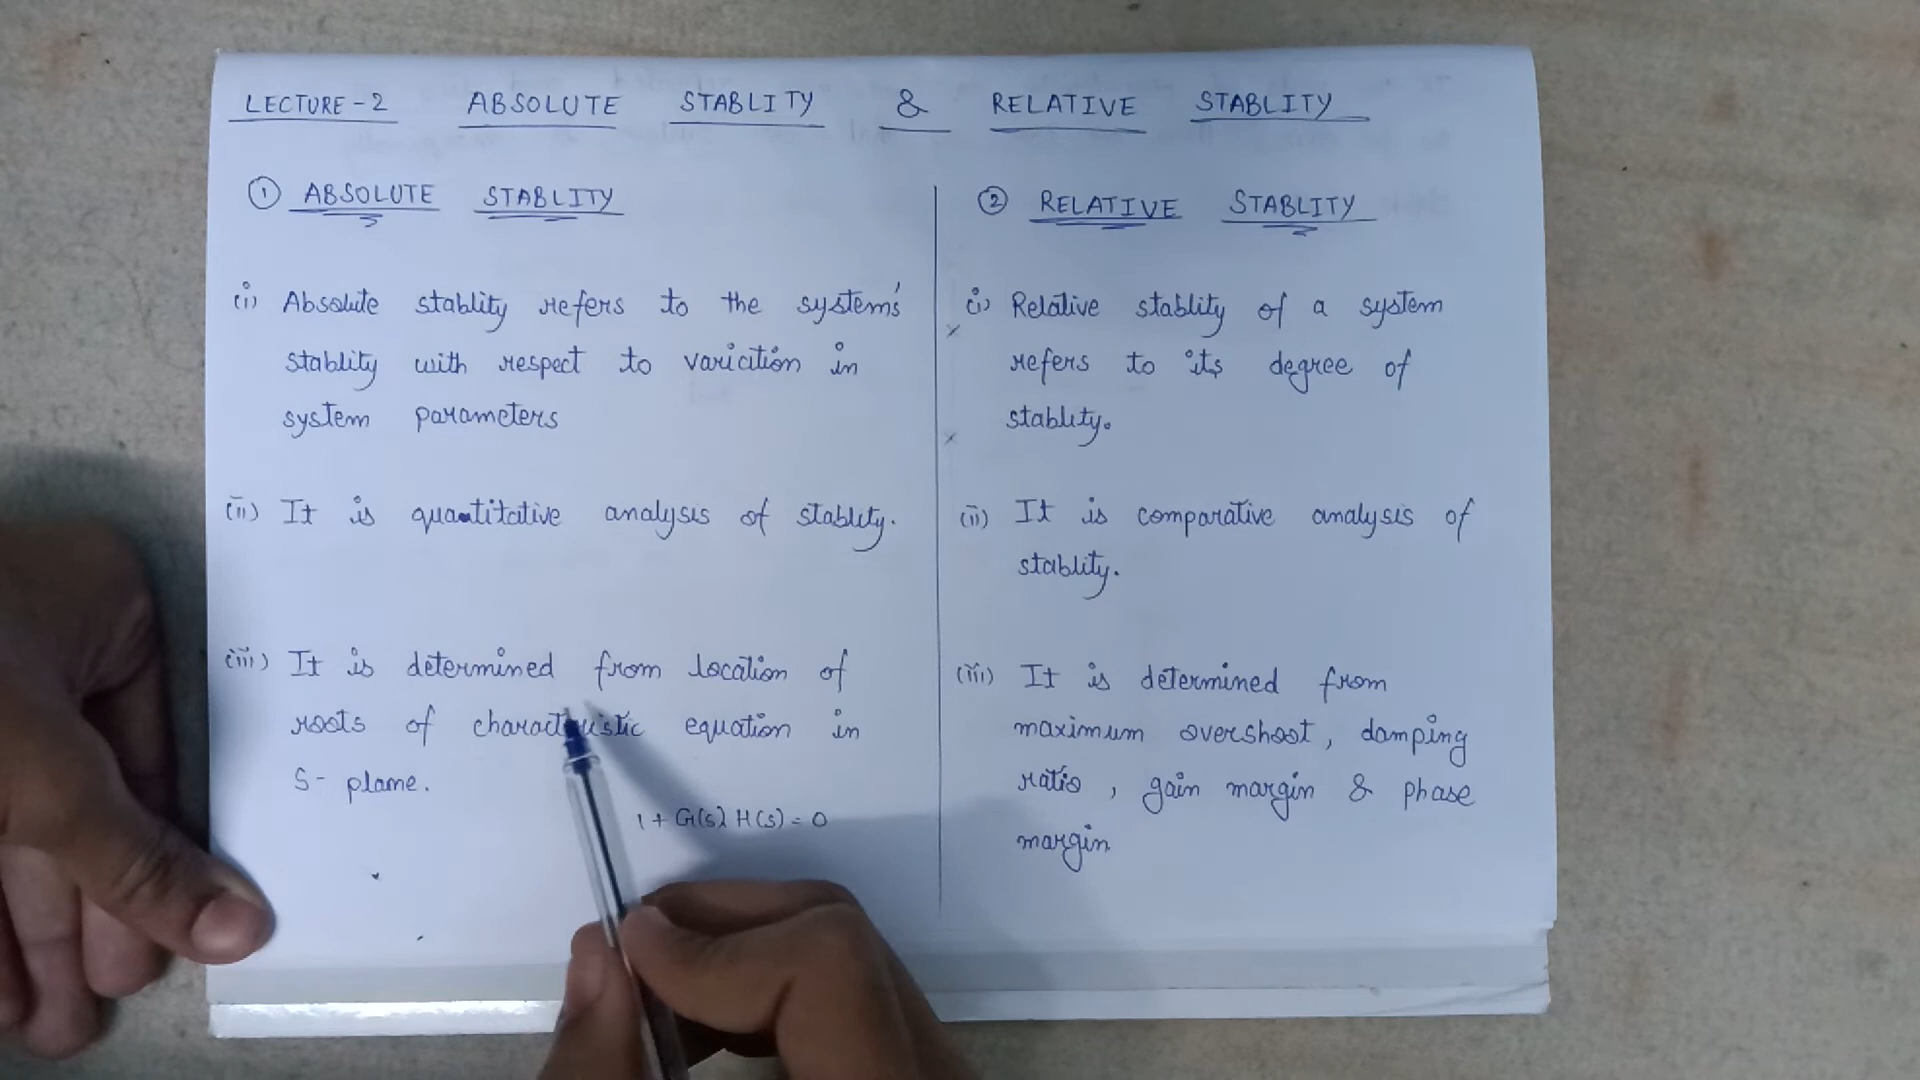 LECTURE-2 ABSOLUTE STABLITY & RELATIVE STABLITY
① ABSOLUTE STABLITY
(i) Absolute stablity refers to the system's
stablity with respect to variation in
system parameters
(ii) It is quantitative analysis of stablity.
(iii) It is determined from location of
roots of characteristic equation in
S-plane.
1+G(s)H(s)=0
② RELATIVE STABLITY
(i) Relative stablity of a system
refers to its degree of
stablity.
(ii) It is comparative analysis of
stablity.
(iii) It is determined from
maximum overshoot, damping
ratio, gain margin & phase
margin